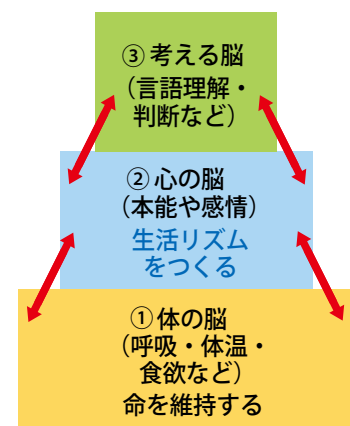 ③ 考える脳
（言語理解・
判断など）
② 心の脳
（本能や感情）
生活リズム
をつくる
① 体の脳
（呼吸・体温・
食欲など）
命を維持する